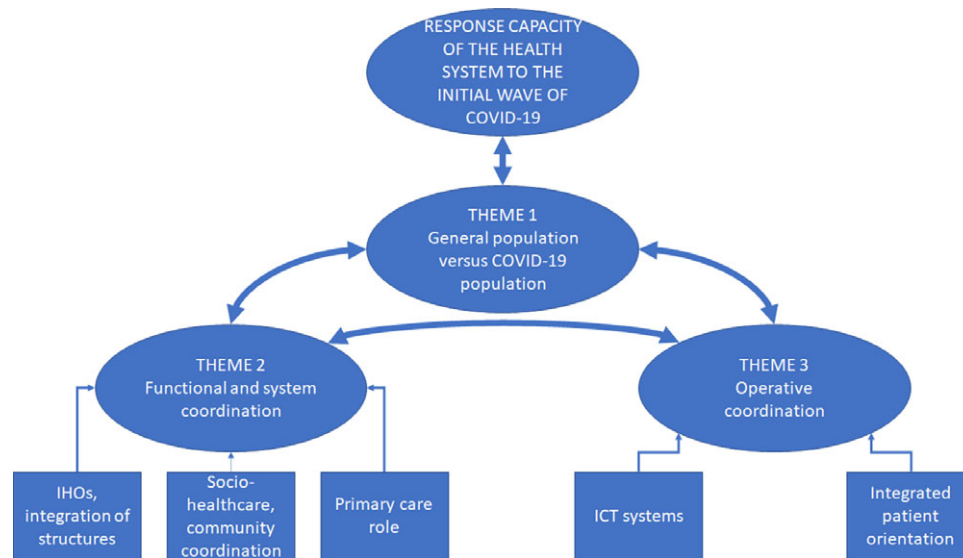 RESPONSE CAPACITY
OF THE HEALTH
SYSTEM TO THE
INITIAL WAVE OF
COVID-19
THEME 1
General population
versus COVID-19
population
THEME 2
Functional and system
coordination
THEME 3
Operative
coordination
IHOs,
integration of
structures
Socio-
healthcare,
community
coordination
Primary care
role
ICT systems
Integrated
patient
orientation